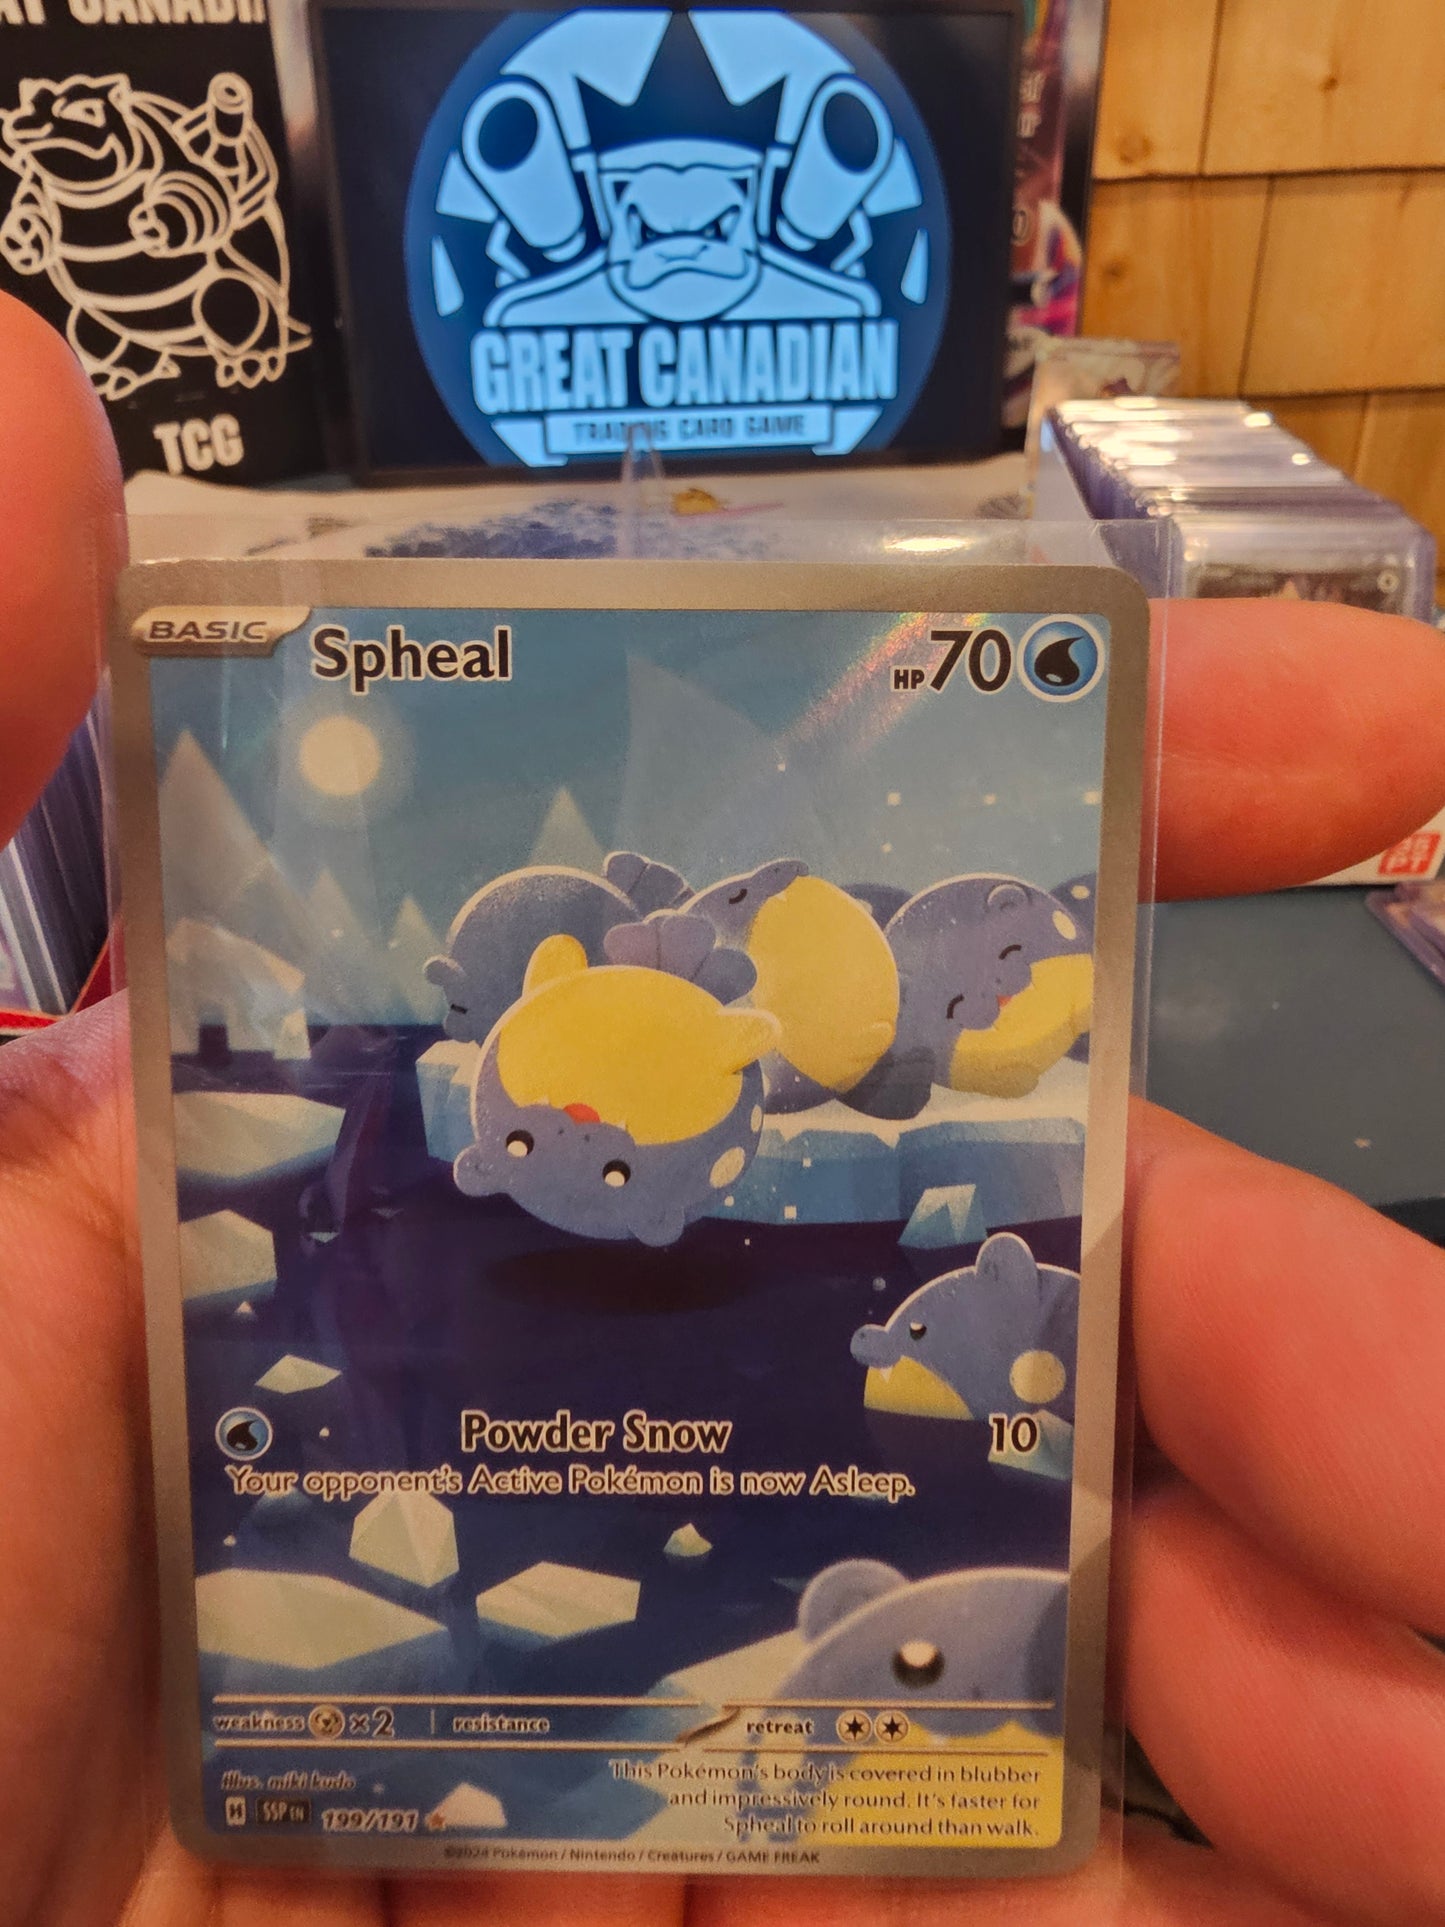 TCG
GREAT CANADIAN
TRADING CARD GAME
BASIC
Spheal
HP 70
Powder Snow 10
Your opponent's Active Pokémon is now Asleep.
weakness ×2 resistance retreat
illus. miki kudo
This Pokémon's body is covered in blubber
and impressively round. It's faster for
Spheal to roll around than walk.
H SSP EN 199/191
©2024 Pokémon / Nintendo / Creatures / GAME FREAK